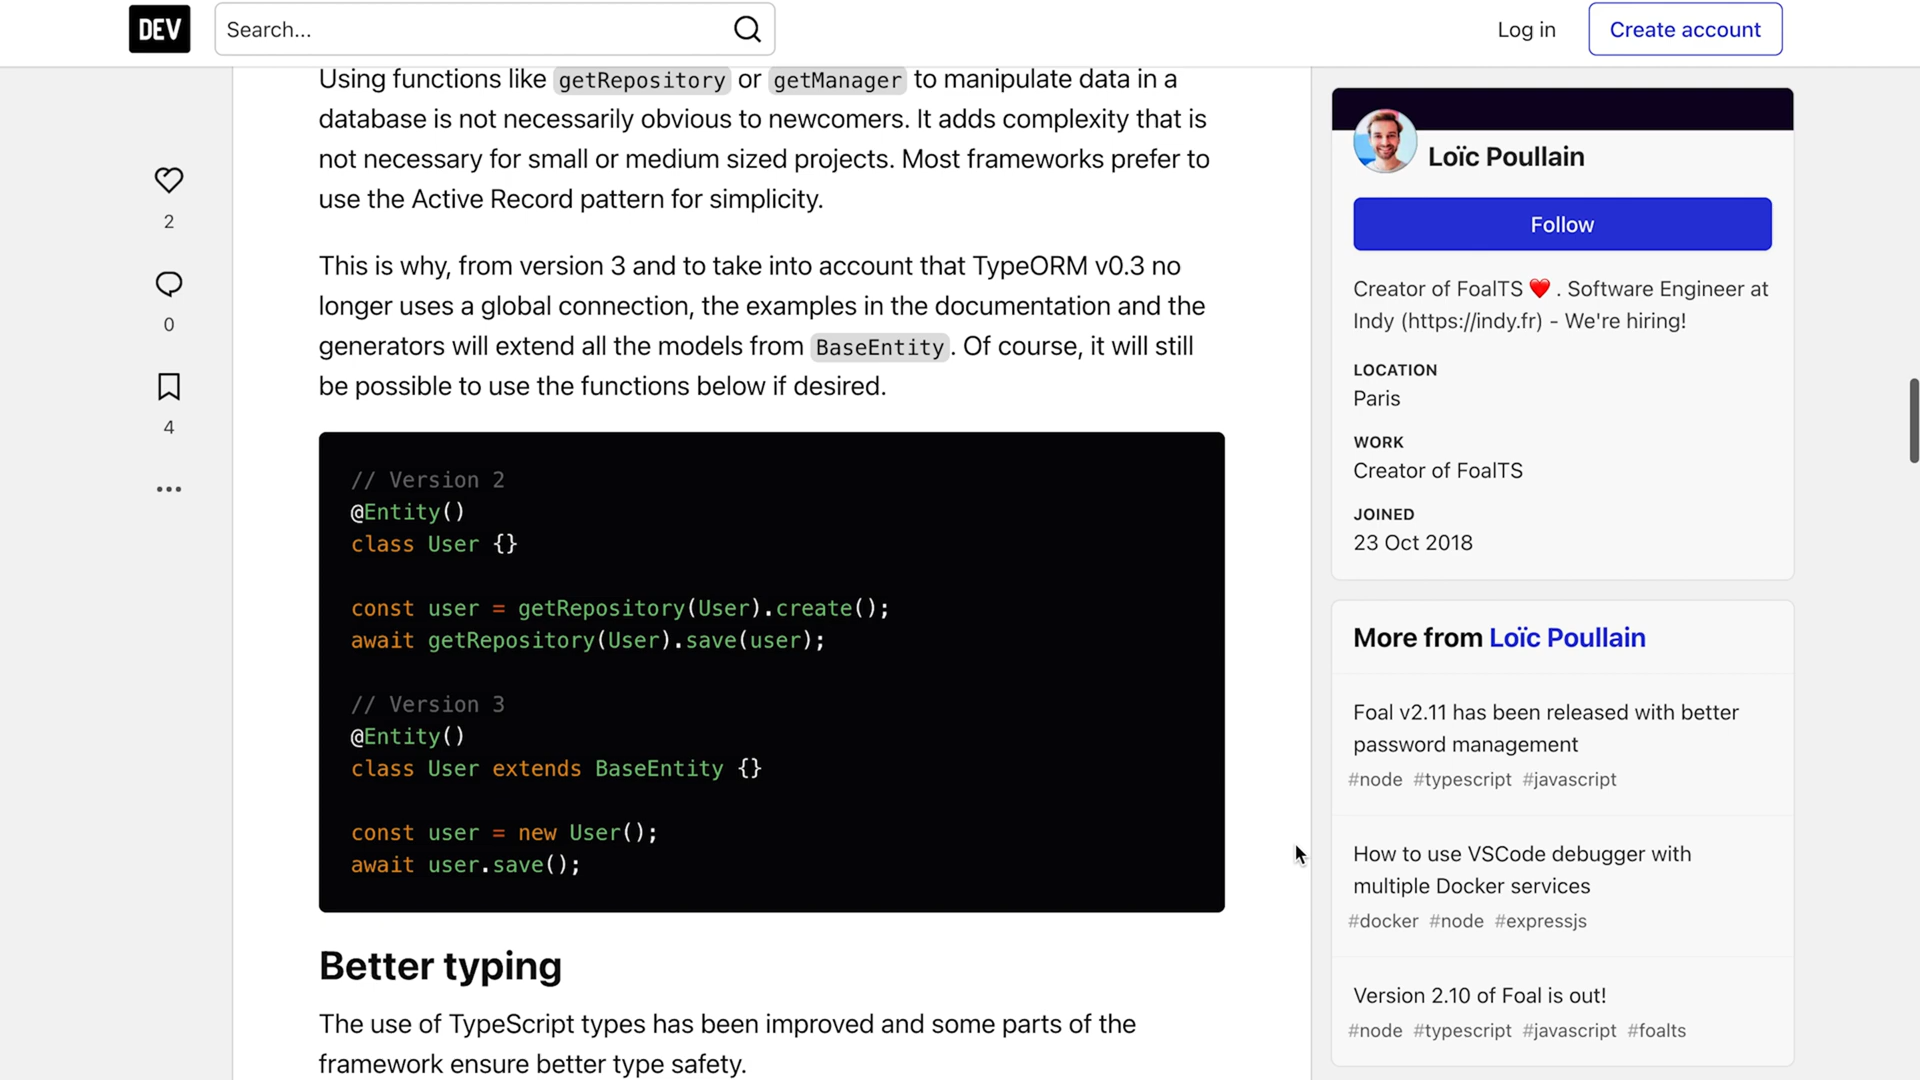 DEV
Search...
Log in
Create account
2
0
4
Using functions like getRepository or getManager to manipulate data in a
database is not necessarily obvious to newcomers. It adds complexity that is
not necessary for small or medium sized projects. Most frameworks prefer to
use the Active Record pattern for simplicity.
This is why, from version 3 and to take into account that TypeORM v0.3 no
longer uses a global connection, the examples in the documentation and the
generators will extend all the models from BaseEntity. Of course, it will still
be possible to use the functions below if desired.
// Version 2
@Entity()
class User {}
const user = getRepository(User).create();
await getRepository(User).save(user);
// Version 3
@Entity()
class User extends BaseEntity {}
const user = new User();
await user.save();
Better typing
The use of TypeScript types has been improved and some parts of the
framework ensure better type safety.
Loïc Poullain
Follow
Creator of FoalTS ❤️ . Software Engineer at
Indy (https://indy.fr) - We're hiring!
LOCATION
Paris
WORK
Creator of FoalTS
JOINED
23 Oct 2018
More from Loïc Poullain
Foal v2.11 has been released with better
password management
#node #typescript #javascript
How to use VSCode debugger with
multiple Docker services
#docker #node #expressjs
Version 2.10 of Foal is out!
#node #typescript #javascript #foalts